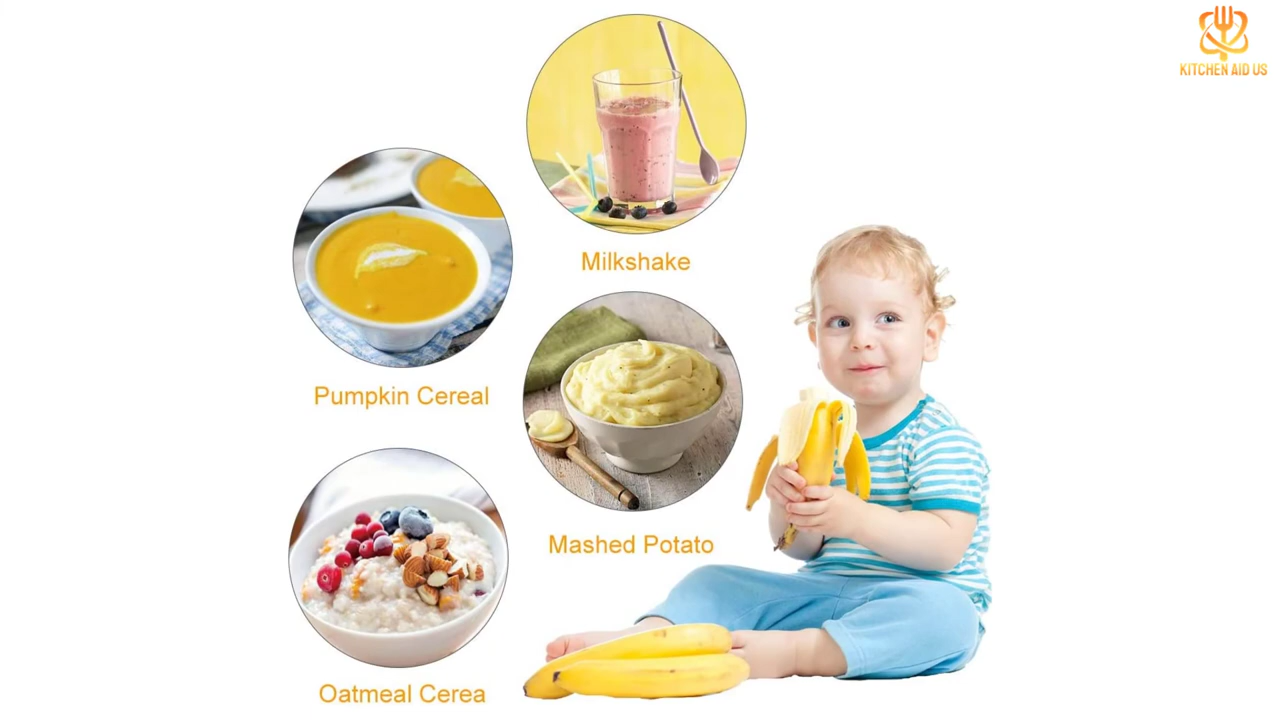 KITCHEN AID US
Milkshake
Pumpkin Cereal
Mashed Potato
Oatmeal Cerea